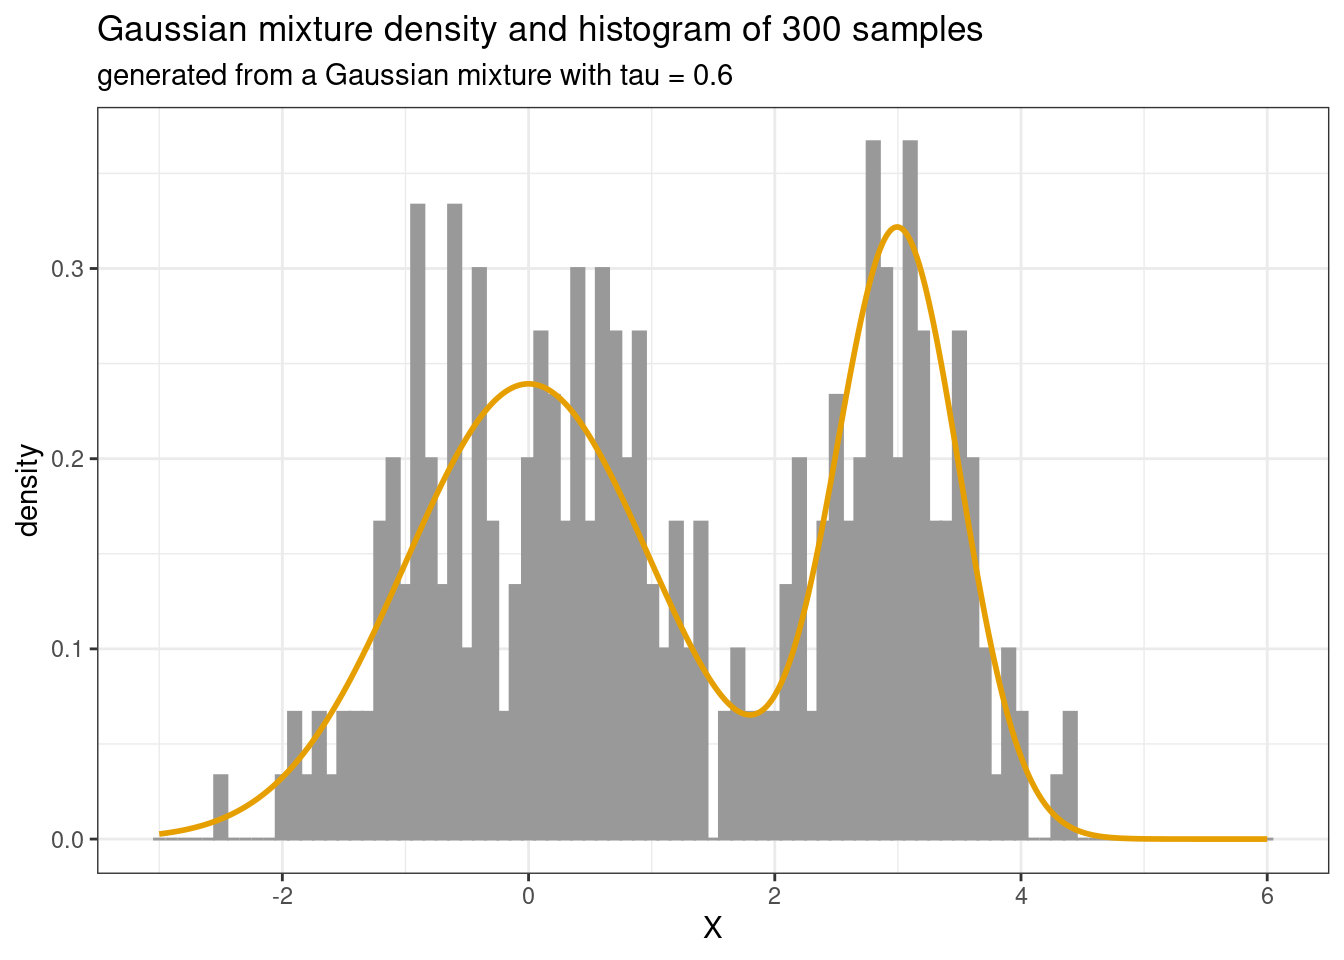 Gaussian mixture density and histogram of 300 samples
generated from a Gaussian mixture with tau = 0.6
density
0.3
0.2
0.1
0.0
-2 0 2 4 6
X